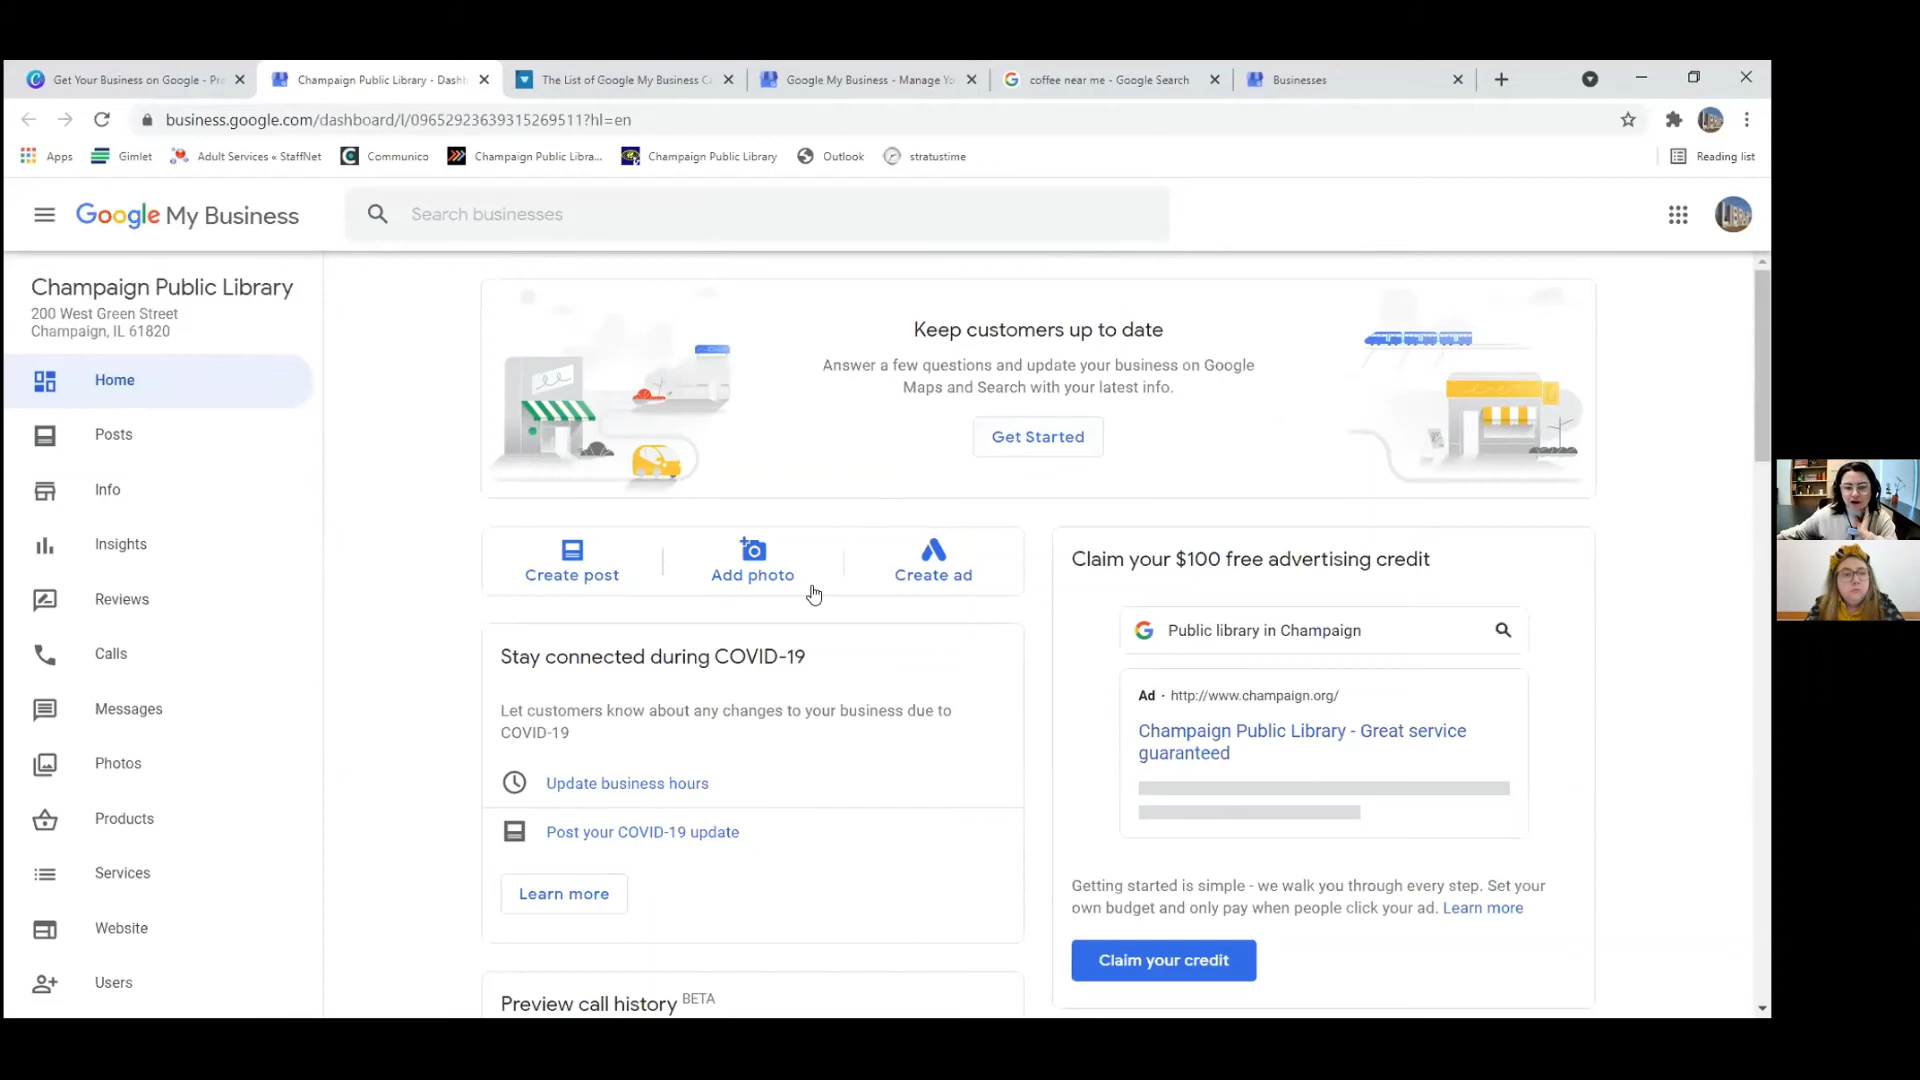 Get Your Business on Google - Pre
Champaign Public Library - Dashb
The List of Google My Business C
Google My Business - Manage Yo
coffee near me - Google Search
Businesses
business.google.com/dashboard/l/09652923639315269511?hl=en
Apps
Gimlet
Adult Services « StaffNet
Communico
Champaign Public Libra...
Champaign Public Library
Outlook
stratustime
Reading list
Google My Business
Search businesses
Champaign Public Library
200 West Green Street
Champaign, IL 61820
Home
Posts
Info
Insights
Reviews
Calls
Messages
Photos
Products
Services
Website
Users
Keep customers up to date
Answer a few questions and update your business on Google
Maps and Search with your latest info.
Get Started
Create post
Add photo
Create ad
Stay connected during COVID-19
Let customers know about any changes to your business due to
COVID-19
Update business hours
Post your COVID-19 update
Learn more
Preview call history BETA
Claim your $100 free advertising credit
Public library in Champaign
Ad · http://www.champaign.org/
Champaign Public Library - Great service
guaranteed
Getting started is simple - we walk you through every step. Set your
own budget and only pay when people click your ad. Learn more
Claim your credit